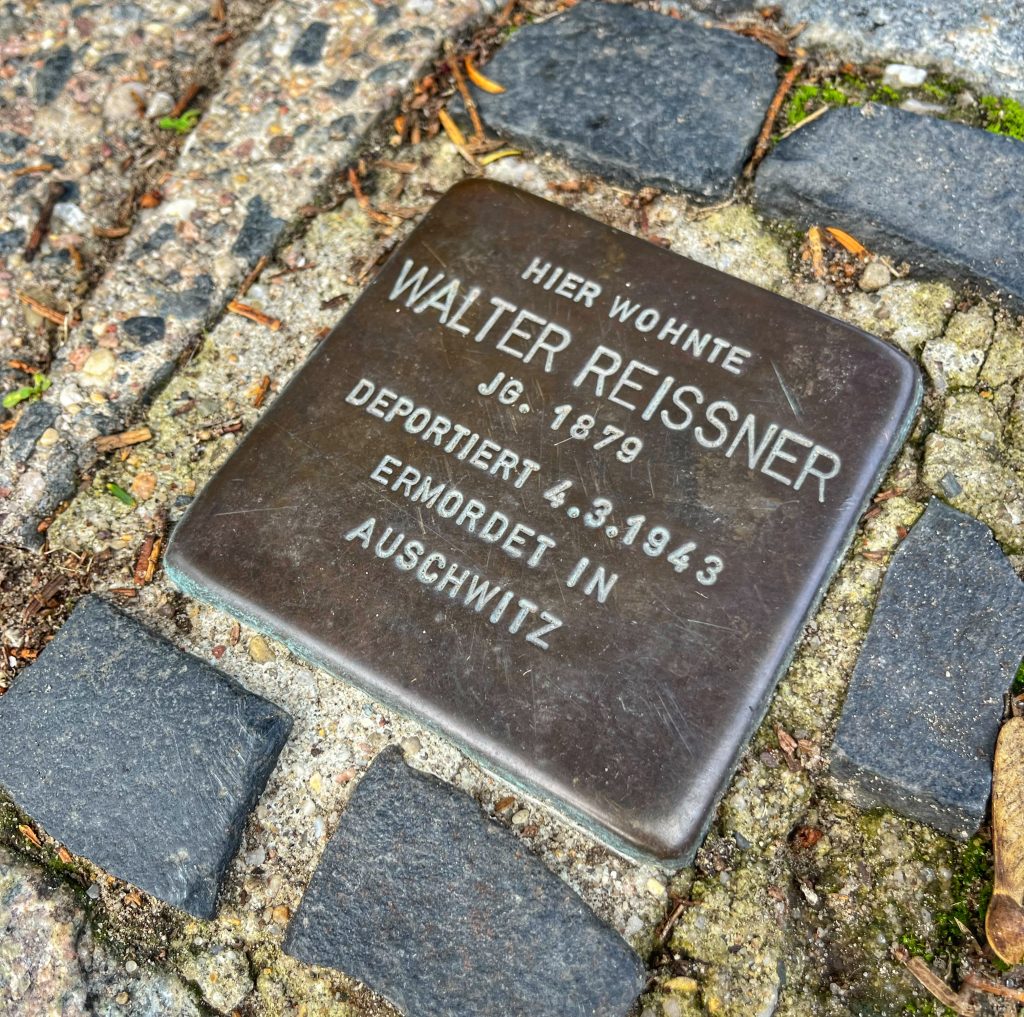 HIER WOHNTE
WALTER REISSNER
JG. 1879
DEPORTIERT 4.3.1943
ERMORDET IN
AUSCHWITZ